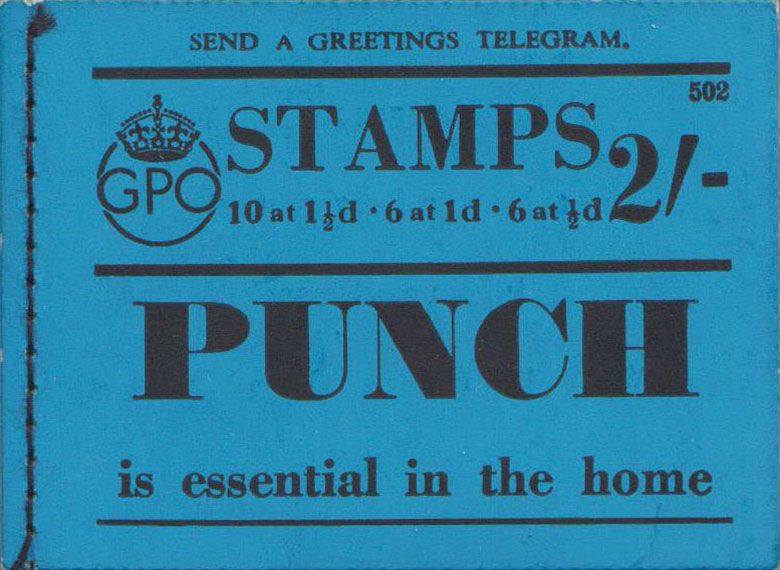 SEND A GREETINGS TELEGRAM.
502
GPO
STAMPS 2/-
10 at 1½d · 6 at 1d · 6 at ½d
PUNCH
is essential in the home